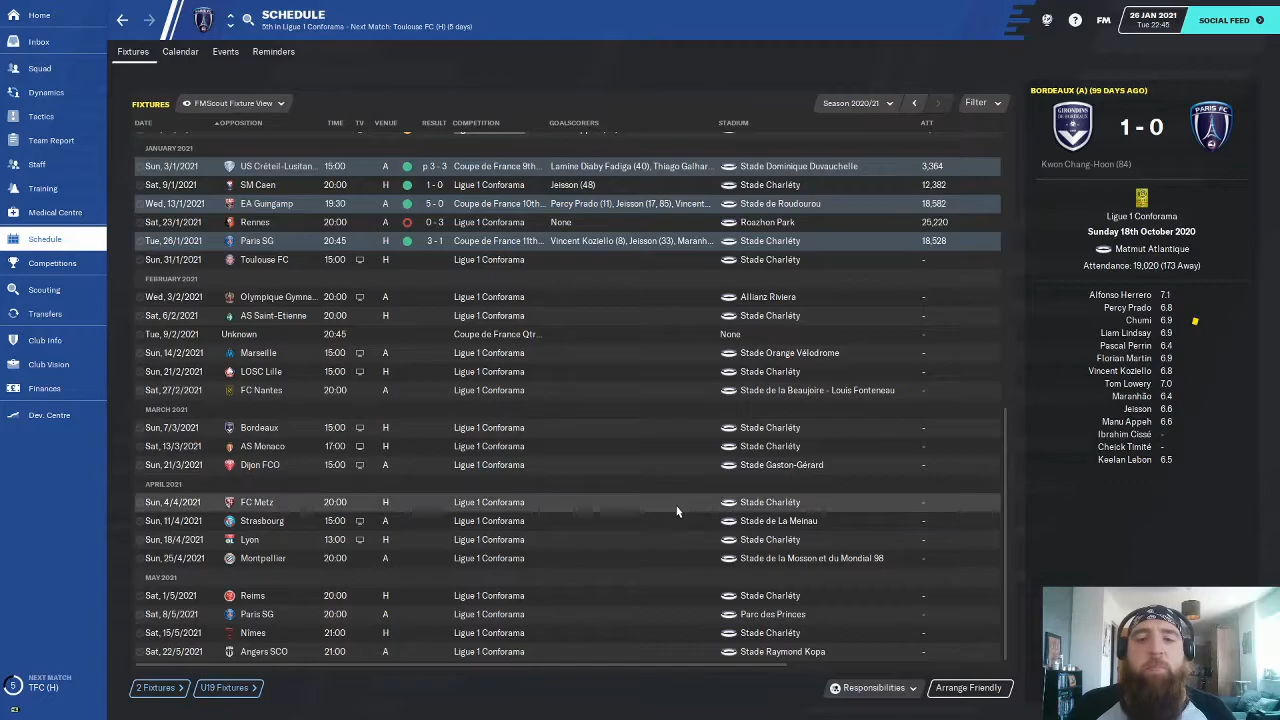 Home
SCHEDULE
5th in Ligue 1 Conforama - Next Match: Toulouse FC (H) (5 days)
FM
26 JAN 2021
Tue 22:45
SOCIAL FEED
Inbox
Squad
Dynamics
Tactics
Team Report
Staff
Training
Medical Centre
Schedule
Competitions
Scouting
Transfers
Club Info
Club Vision
Finances
Dev. Centre
NEXT MATCH
5 TFC (H)
Fixtures Calendar Events Reminders
FIXTURES FMScout Fixture View Season 2020/21 Filter
DATE OPPOSITION TIME TV VENUE RESULT COMPETITION GOALSCORERS STADIUM ATT
JANUARY 2021
Sun, 3/1/2021 US Créteil-Lusitan... 15:00 A p 3 - 3 Coupe de France 9th... Lamine Diaby Fadiga (40), Thiago Galhar... Stade Dominique Duvauchelle 3,364
Sat, 9/1/2021 SM Caen 20:00 H 1 - 0 Ligue 1 Conforama Jeisson (48) Stade Charléty 12,382
Wed, 13/1/2021 EA Guingamp 19:30 A 5 - 0 Coupe de France 10th... Percy Prado (11), Jeisson (17, 85), Vincent... Stade de Roudourou 18,582
Sat, 23/1/2021 Rennes 20:00 A 0 - 3 Ligue 1 Conforama None Roazhon Park 25,220
Tue, 26/1/2021 Paris SG 20:45 H 3 - 1 Coupe de France 11th... Vincent Koziello (8), Jeisson (33), Maranh... Stade Charléty 18,528
Sun, 31/1/2021 Toulouse FC 15:00 H Ligue 1 Conforama Stade Charléty -
FEBRUARY 2021
Wed, 3/2/2021 Olympique Gymna... 20:00 A Ligue 1 Conforama Allianz Riviera -
Sat, 6/2/2021 AS Saint-Etienne 20:00 H Ligue 1 Conforama Stade Charléty -
Tue, 9/2/2021 Unknown 20:45 Coupe de France Qtr... None -
Sun, 14/2/2021 Marseille 15:00 A Ligue 1 Conforama Stade Orange Vélodrome -
Sun, 21/2/2021 LOSC Lille 15:00 H Ligue 1 Conforama Stade Charléty -
Sat, 27/2/2021 FC Nantes 20:00 A Ligue 1 Conforama Stade de la Beaujoire - Louis Fonteneau -
MARCH 2021
Sun, 7/3/2021 Bordeaux 15:00 H Ligue 1 Conforama Stade Charléty -
Sat, 13/3/2021 AS Monaco 17:00 H Ligue 1 Conforama Stade Charléty -
Sun, 21/3/2021 Dijon FCO 15:00 A Ligue 1 Conforama Stade Gaston-Gérard -
APRIL 2021
Sun, 4/4/2021 FC Metz 20:00 H Ligue 1 Conforama Stade Charléty -
Sun, 11/4/2021 Strasbourg 15:00 A Ligue 1 Conforama Stade de La Meinau -
Sun, 18/4/2021 Lyon 13:00 H Ligue 1 Conforama Stade Charléty -
Sun, 25/4/2021 Montpellier 20:00 A Ligue 1 Conforama Stade de la Mosson et du Mondial 98 -
MAY 2021
Sat, 1/5/2021 Reims 20:00 H Ligue 1 Conforama Stade Charléty -
Sat, 8/5/2021 Paris SG 20:00 A Ligue 1 Conforama Parc des Princes -
Sat, 15/5/2021 Nîmes 21:00 H Ligue 1 Conforama Stade Charléty -
Sat, 22/5/2021 Angers SCO 21:00 A Ligue 1 Conforama Stade Raymond Kopa -
2 Fixtures > U19 Fixtures > Responsibilities Arrange Friendly
BORDEAUX (A) (99 DAYS AGO)
GIRONDINS
1 - 0
PARIS FC
Kwon Chang-Hoon (84)
Ligue 1 Conforama
Sunday 18th October 2020
Matmut Atlantique
Attendance: 19,020 (173 Away)
Alfonso Herrero 7.1
Percy Prado 6.8
Chumi 6.9
Liam Lindsay 6.9
Pascal Perrin 6.4
Florian Martin 6.9
Vincent Koziello 6.8
Tom Lowery 7.0
Maranhão 6.4
Jeisson 6.6
Manu Appeh 6.6
Ibrahim Cissé -
Cheick Timité -
Keelan Lebon 6.5